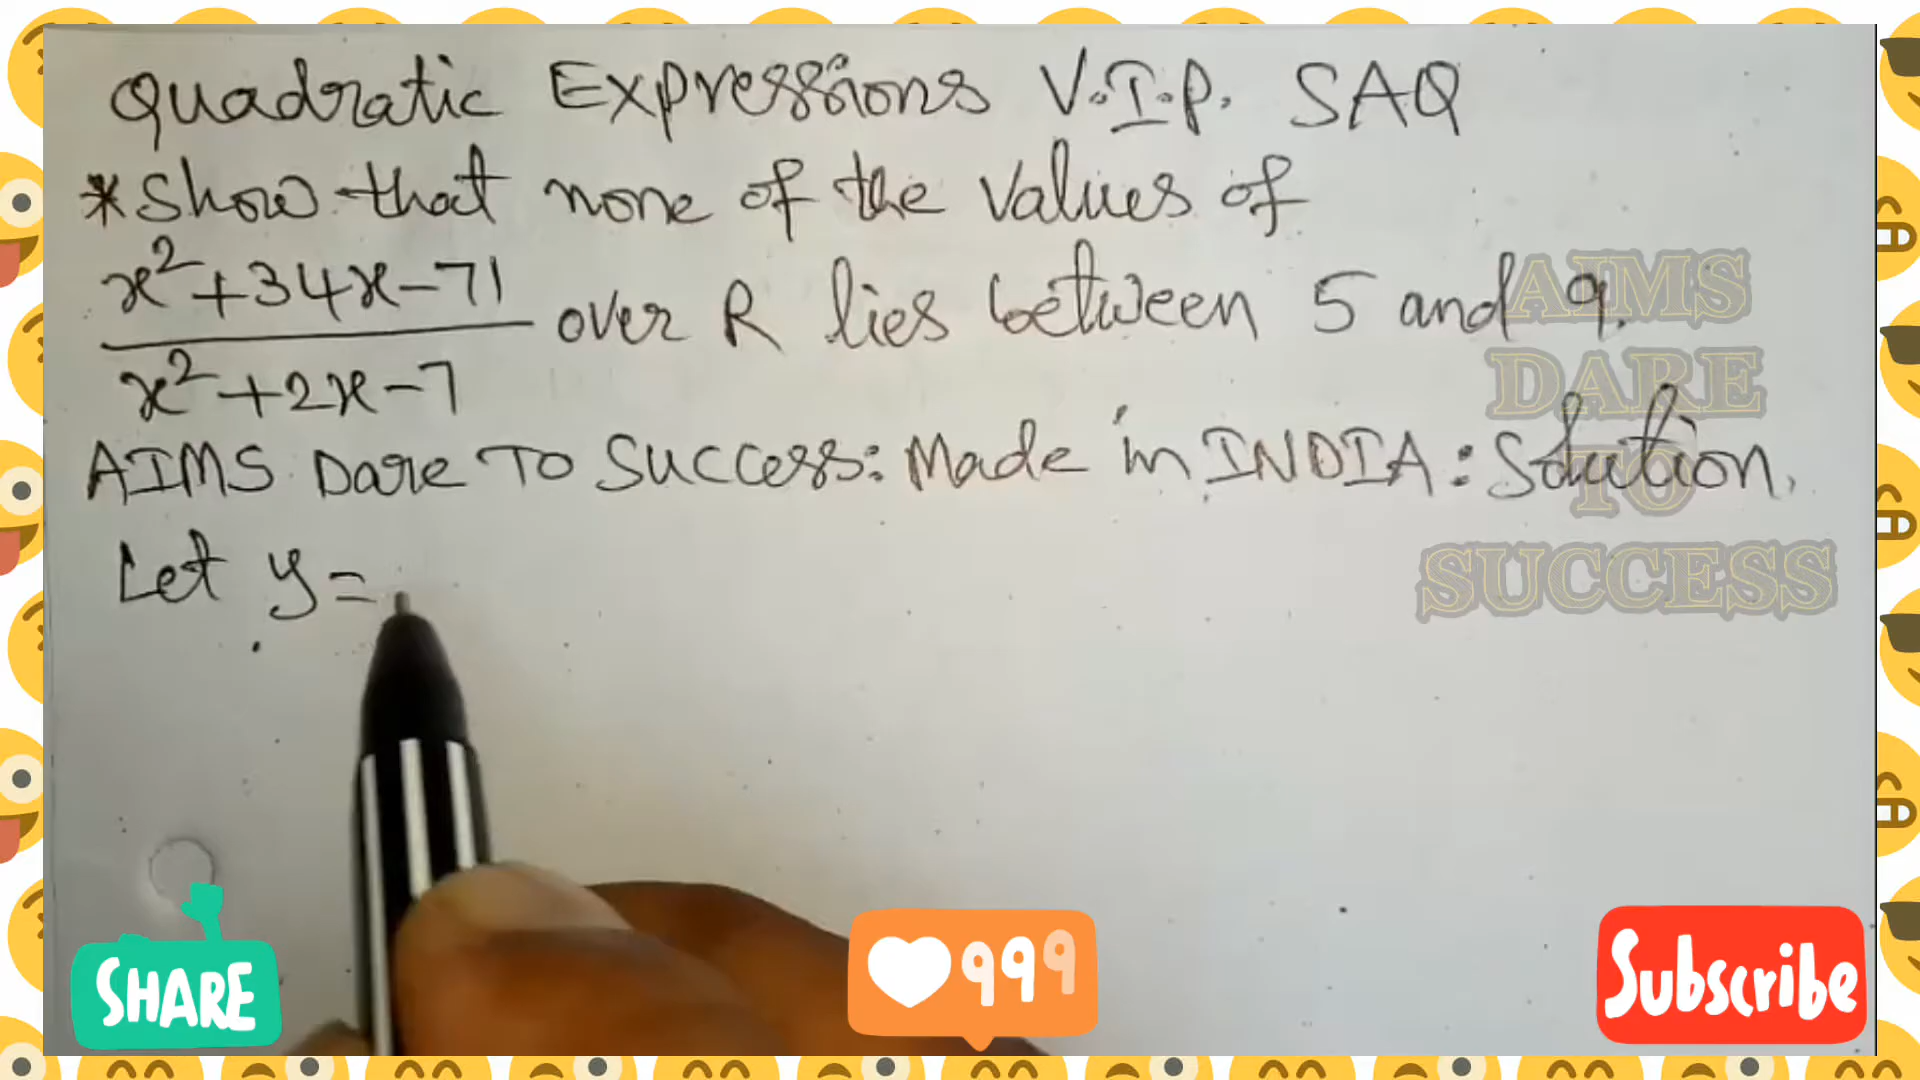 Quadratic Expressions V.I.P. SAQ
*Show that none of the values of
x²+34x-71
over R lies between 5 and 9.
x²+2x-7
AIMS Dare To Success: Made in INDIA: Solution.
Let y=
AIMS
DARE
TO
SUCCESS
SHARE
999
Subscribe